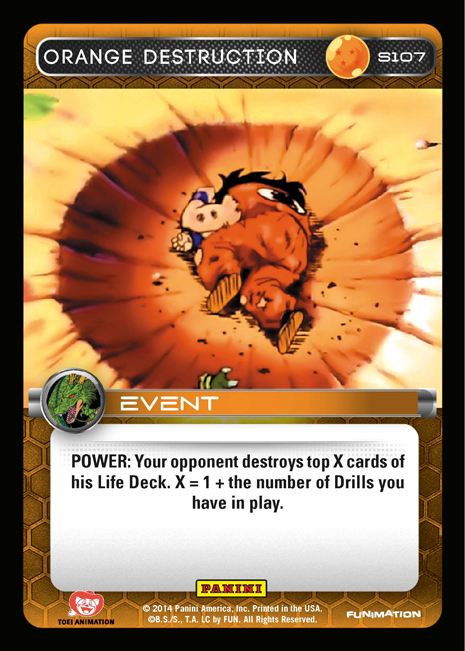 ORANGE DESTRUCTION S107
EVENT
POWER: Your opponent destroys top X cards of
his Life Deck. X = 1 + the number of Drills you
have in play.
PANINI
© 2014 Panini America, Inc. Printed in the USA.
TOEI ANIMATION ©B.S./S., T.A. LC by FUN. All Rights Reserved. FUNIMATION